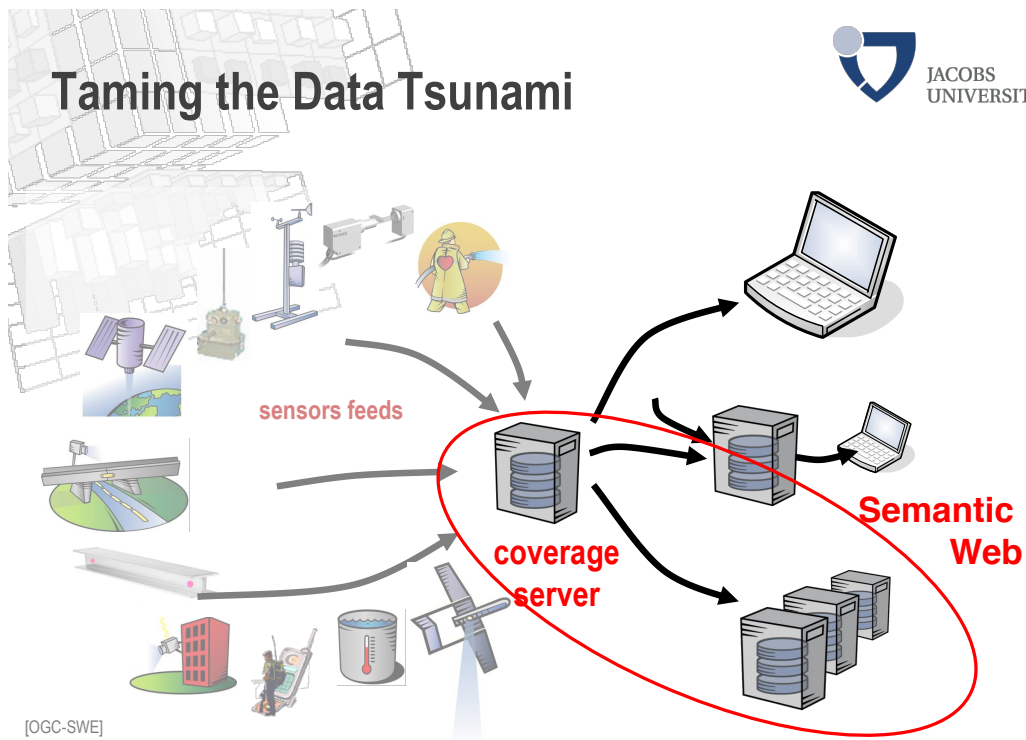 Taming the Data Tsunami
JACOBS
UNIVERSIT
sensors feeds
coverage
server
Semantic
Web
[OGC-SWE]